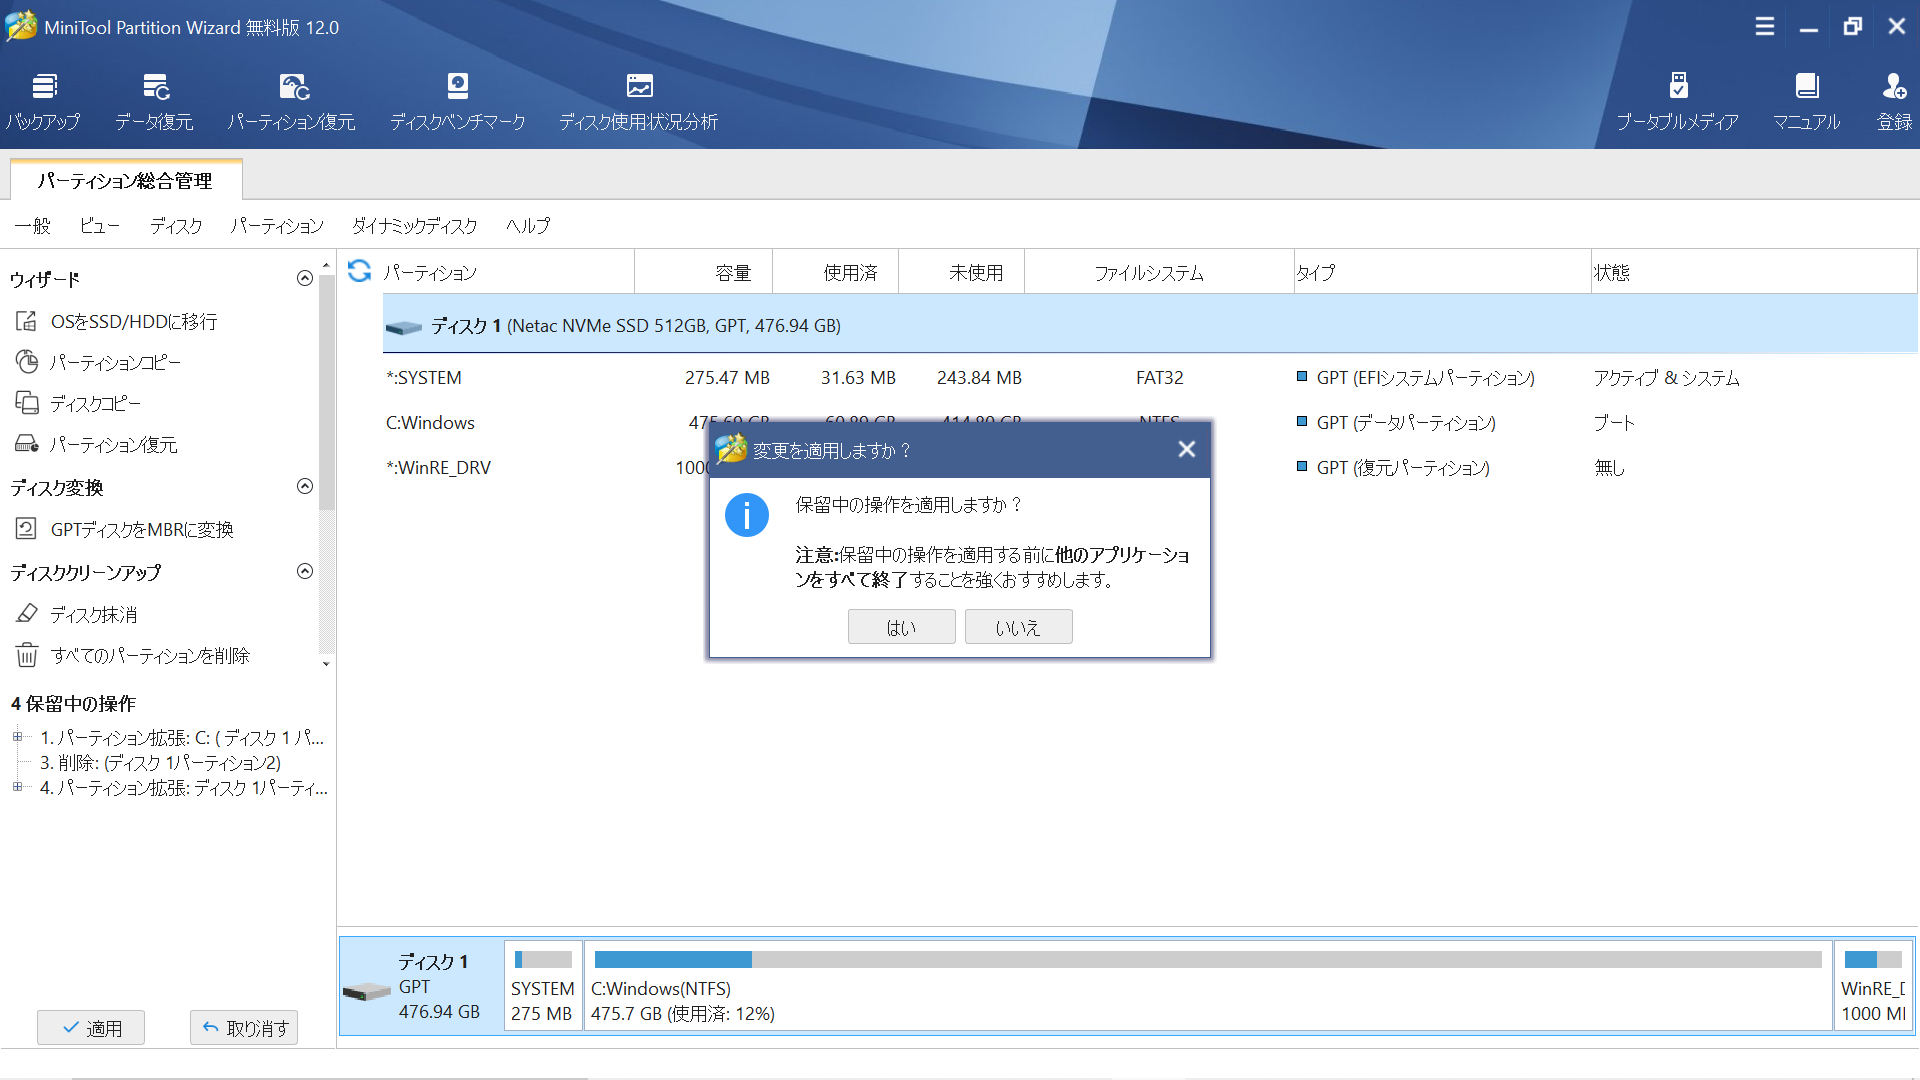 MiniTool Partition Wizard 無料版 12.0
バックアップ
データ復元
パーティション復元
ディスクベンチマーク
ディスク使用状況分析
ブータブルメディア
マニュアル
登録
パーティション総合管理
一般 ビュー ディスク パーティション ダイナミックディスク ヘルプ
ウィザード
OSをSSD/HDDに移行
パーティションコピー
ディスクコピー
パーティション復元
ディスク変換
GPTディスクをMBRに変換
ディスククリーンアップ
ディスク抹消
すべてのパーティションを削除
4 保留中の操作
1. パーティション拡張: C: ( ディスク 1 パ...
3. 削除: (ディスク 1パーティション2)
4. パーティション拡張: ディスク 1パーティ...
適用
取り消す
パーティション 容量 使用済 未使用 ファイルシステム タイプ 状態
ディスク 1 (Netac NVMe SSD 512GB, GPT, 476.94 GB)
*:SYSTEM 275.47 MB 31.63 MB 243.84 MB FAT32 GPT (EFIシステムパーティション) アクティブ & システム
C:Windows 475.69 GB 60.89 GB 414.80 GB NTFS GPT (データパーティション) ブート
*:WinRE_DRV 1000 GPT (復元パーティション) 無し
変更を適用しますか？
保留中の操作を適用しますか？
注意:保留中の操作を適用する前に他のアプリケーショ
ンをすべて終了することを強くおすすめします。
はい
いいえ
ディスク 1
GPT
476.94 GB
SYSTEM
275 MB
C:Windows(NTFS)
475.7 GB (使用済: 12%)
WinRE_D
1000 MI